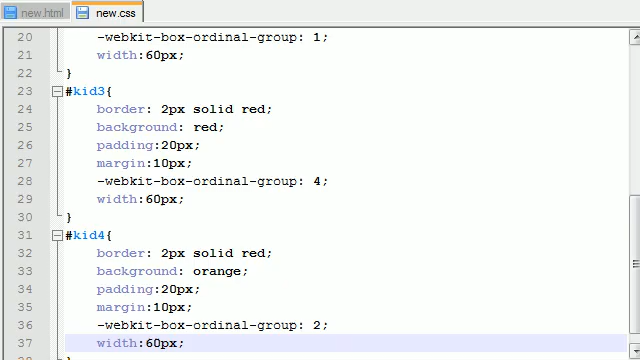 new.html new.css
20 -webkit-box-ordinal-group: 1;
21 width:60px;
22 }
23 #kid3{
24 border: 2px solid red;
25 background: red;
26 padding:20px;
27 margin:10px;
28 -webkit-box-ordinal-group: 4;
29 width:60px;
30 }
31 #kid4{
32 border: 2px solid red;
33 background: orange;
34 padding:20px;
35 margin:10px;
36 -webkit-box-ordinal-group: 2;
37 width:60px;